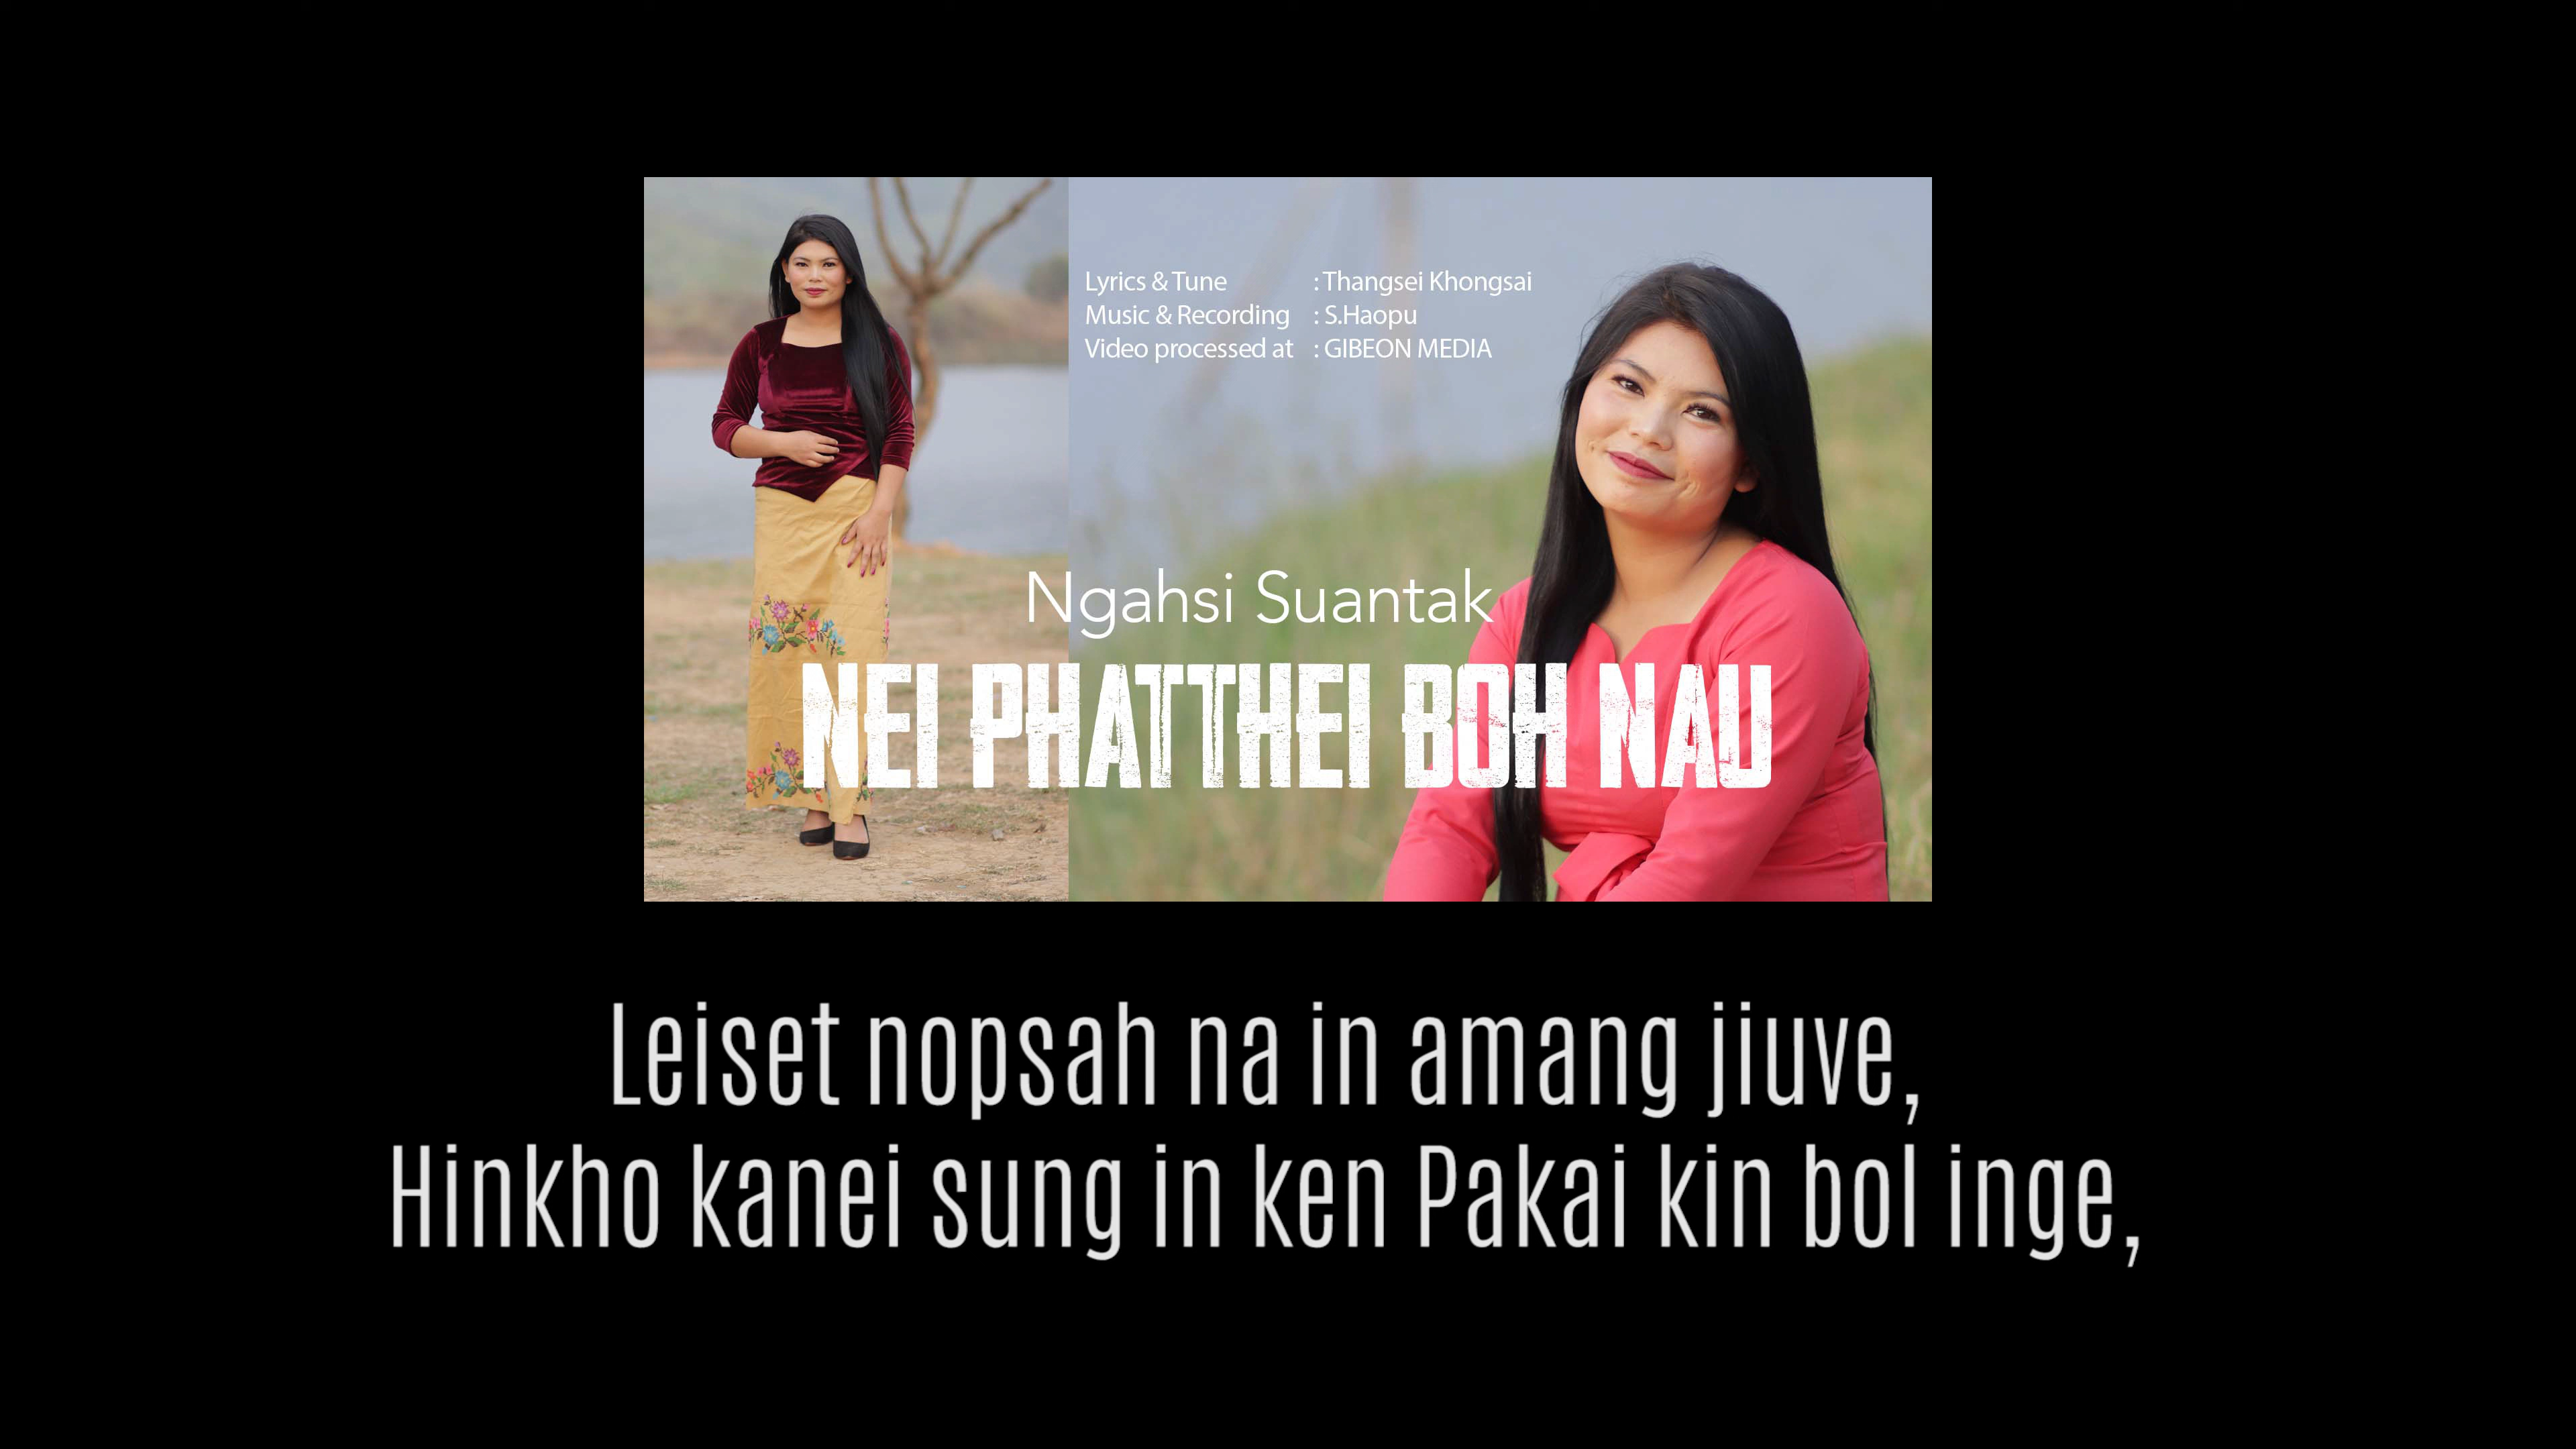 Lyrics & Tune : Thangsei Khongsai
Music & Recording : S.Haopu
Video processed at : GIBEON MEDIA
Ngahsi Suantak
NEI PHATTHEI BOH NAU
Leiset nopsah na in amang jiuve,
Hinkho kanei sung in ken Pakai kin bol inge,